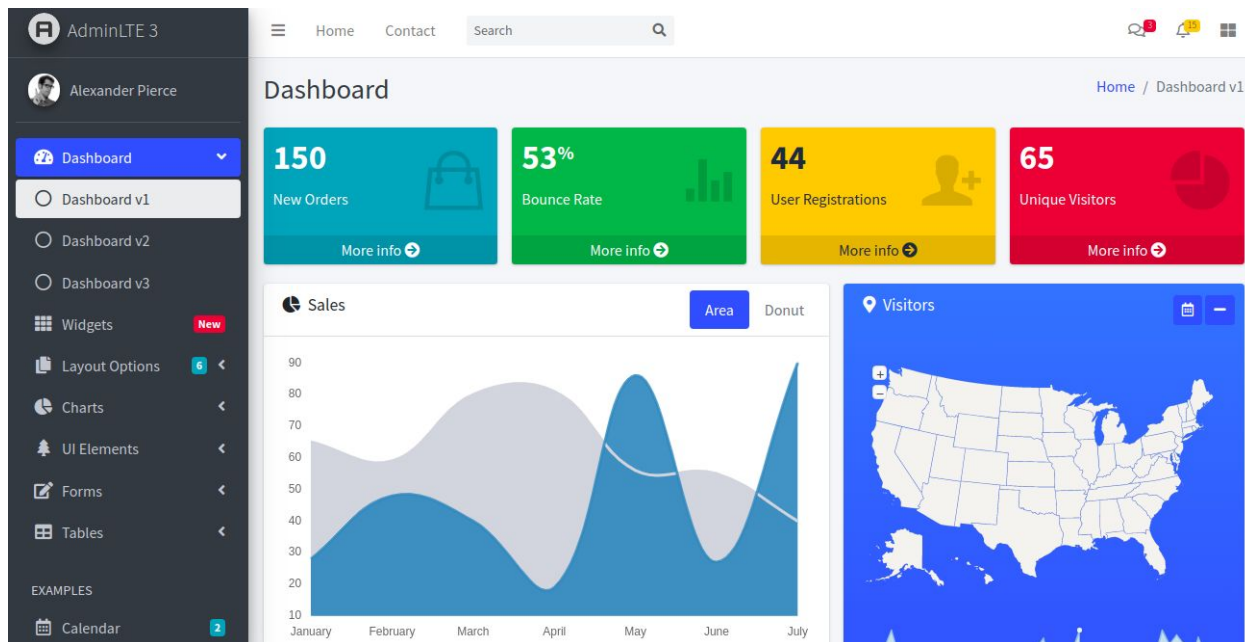 AdminLTE 3
Home Contact Search
3 15
Alexander Pierce
Dashboard
Dashboard v1
Dashboard v2
Dashboard v3
Widgets New
Layout Options 6
Charts
UI Elements
Forms
Tables
EXAMPLES
Calendar 2
Dashboard
Home / Dashboard v1
150
New Orders
More info
53%
Bounce Rate
More info
44
User Registrations
More info
65
Unique Visitors
More info
Sales
Area Donut
90
80
70
60
50
40
30
20
10
January February March April May June July
Visitors
+
−